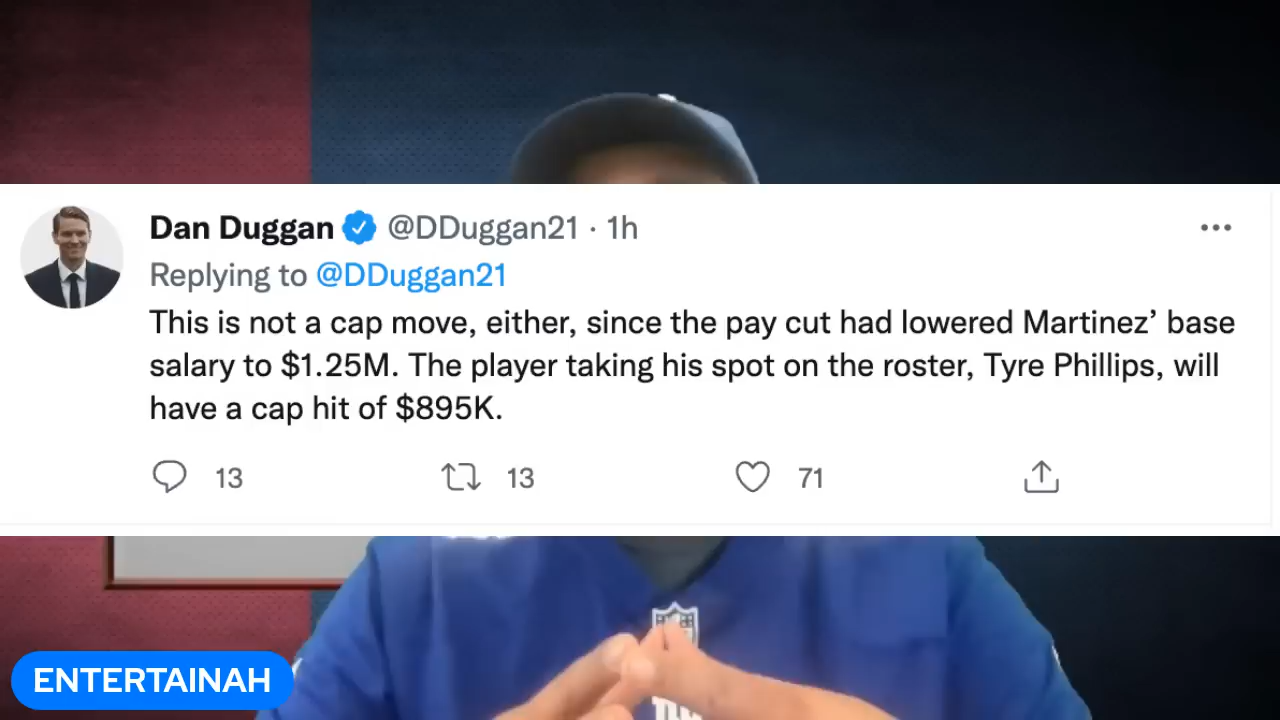 Dan Duggan @DDuggan21 · 1h
Replying to @DDuggan21
This is not a cap move, either, since the pay cut had lowered Martinez’ base
salary to $1.25M. The player taking his spot on the roster, Tyre Phillips, will
have a cap hit of $895K.
13 13 71
ENTERTAINAH